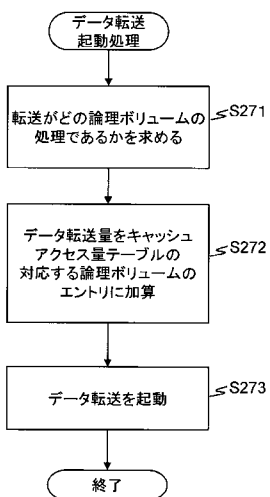 データ転送
起動処理
転送がどの論理ボリュームの
処理であるかを求める
S271
データ転送量をキャッシュ
アクセス量テーブルの
対応する論理ボリュームの
エントリに加算
S272
データ転送を起動
S273
終了